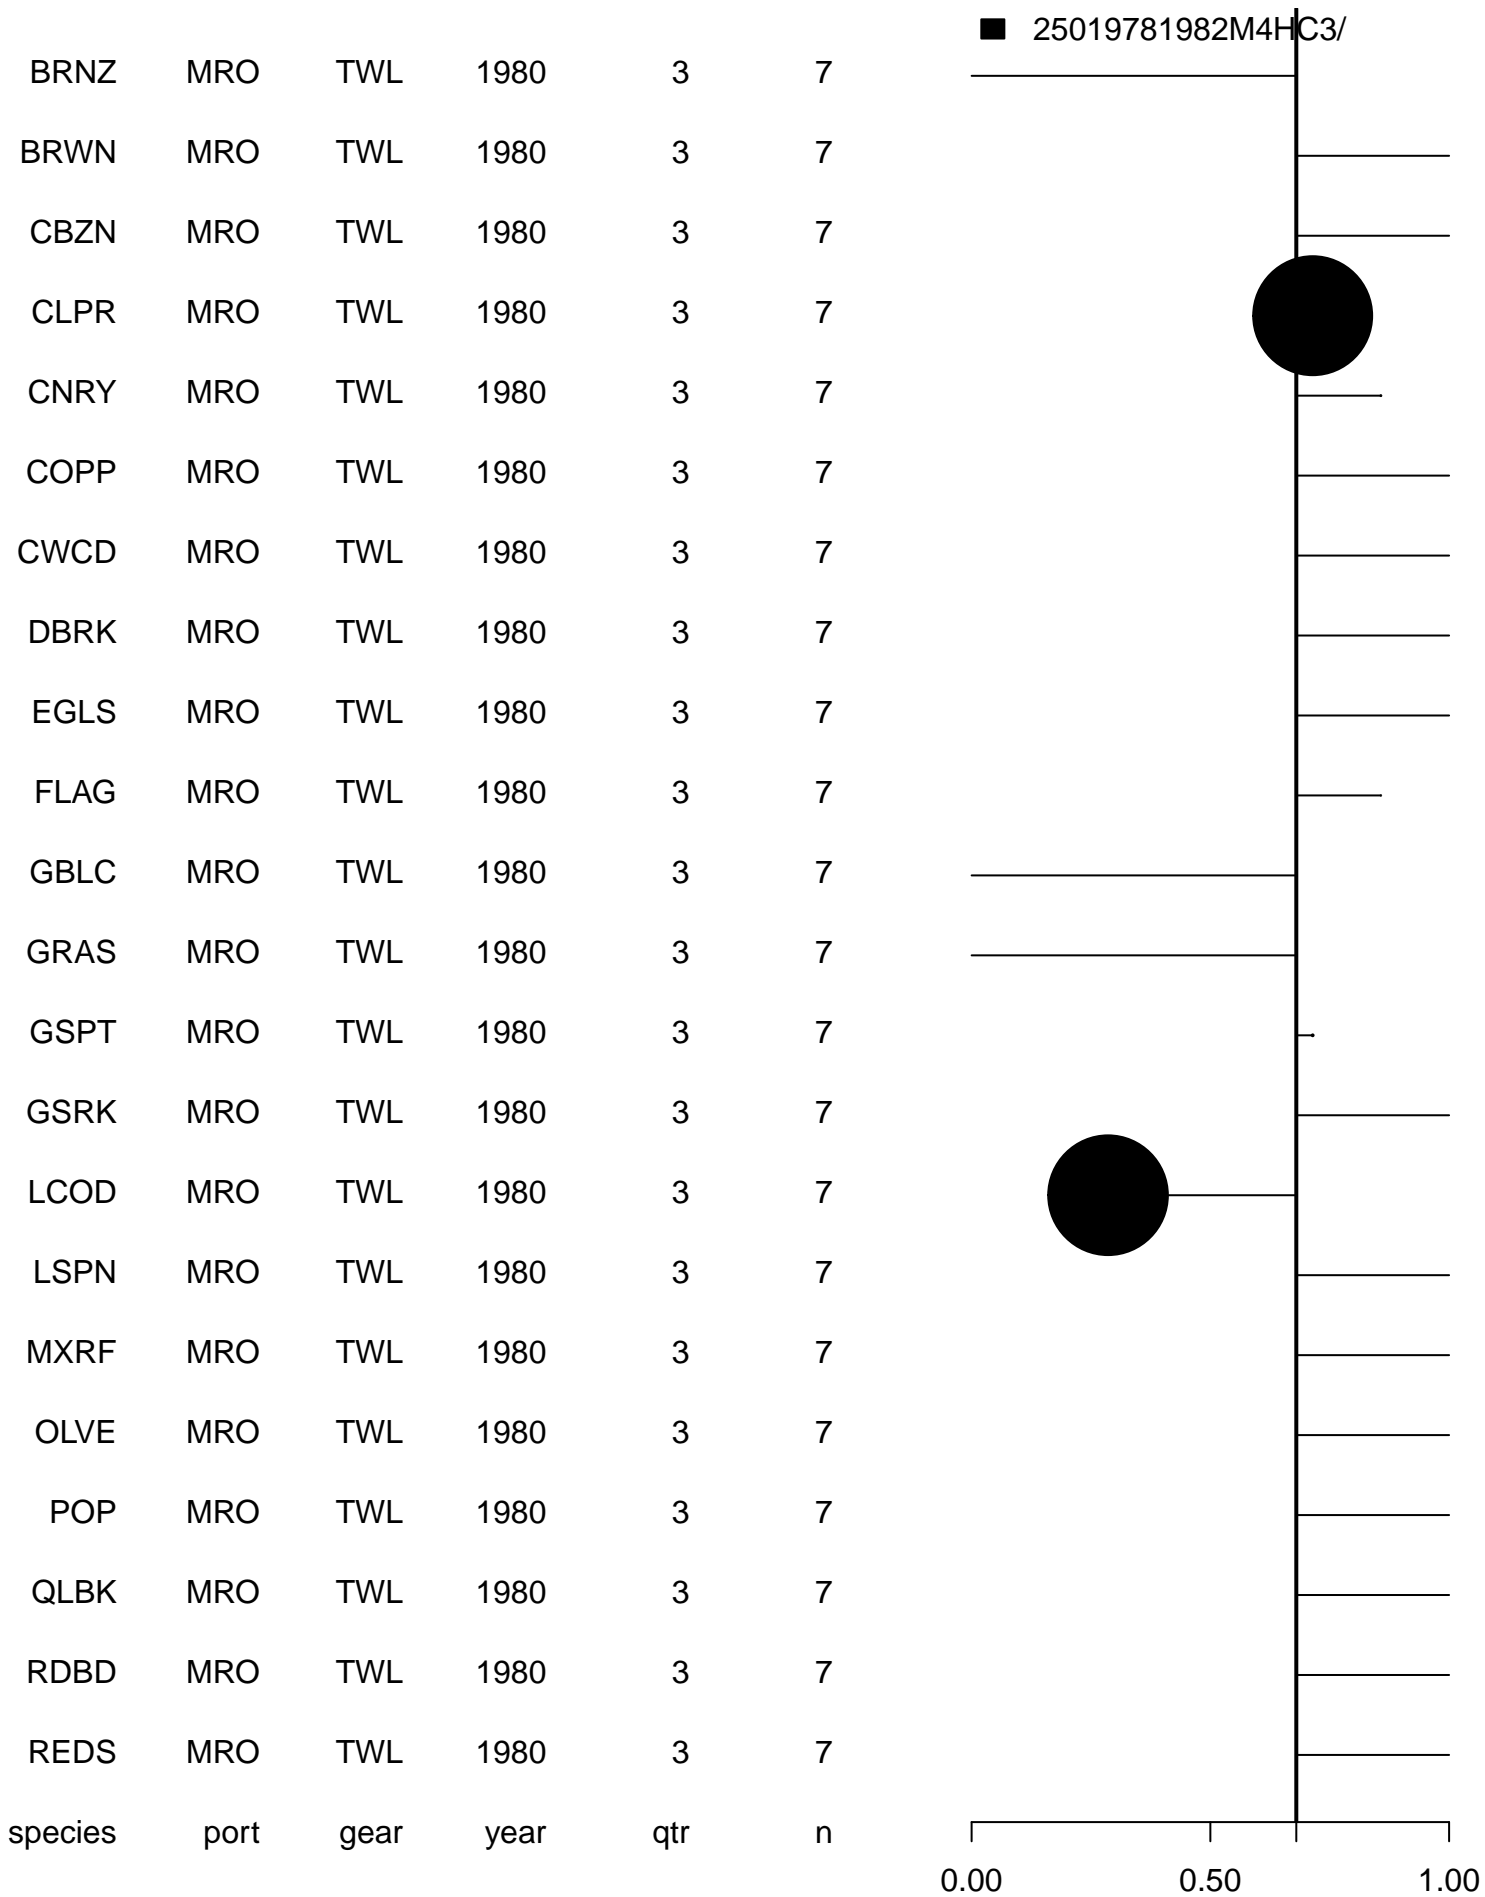 25019781982M4HC3/
BRNZ MRO TWL 1980 3 7
BRWN MRO TWL 1980 3 7
CBZN MRO TWL 1980 3 7
CLPR MRO TWL 1980 3 7
CNRY MRO TWL 1980 3 7
COPP MRO TWL 1980 3 7
CWCD MRO TWL 1980 3 7
DBRK MRO TWL 1980 3 7
EGLS MRO TWL 1980 3 7
FLAG MRO TWL 1980 3 7
GBLC MRO TWL 1980 3 7
GRAS MRO TWL 1980 3 7
GSPT MRO TWL 1980 3 7
GSRK MRO TWL 1980 3 7
LCOD MRO TWL 1980 3 7
LSPN MRO TWL 1980 3 7
MXRF MRO TWL 1980 3 7
OLVE MRO TWL 1980 3 7
POP MRO TWL 1980 3 7
QLBK MRO TWL 1980 3 7
RDBD MRO TWL 1980 3 7
REDS MRO TWL 1980 3 7
species port gear year qtr n
0.00 0.50 1.00